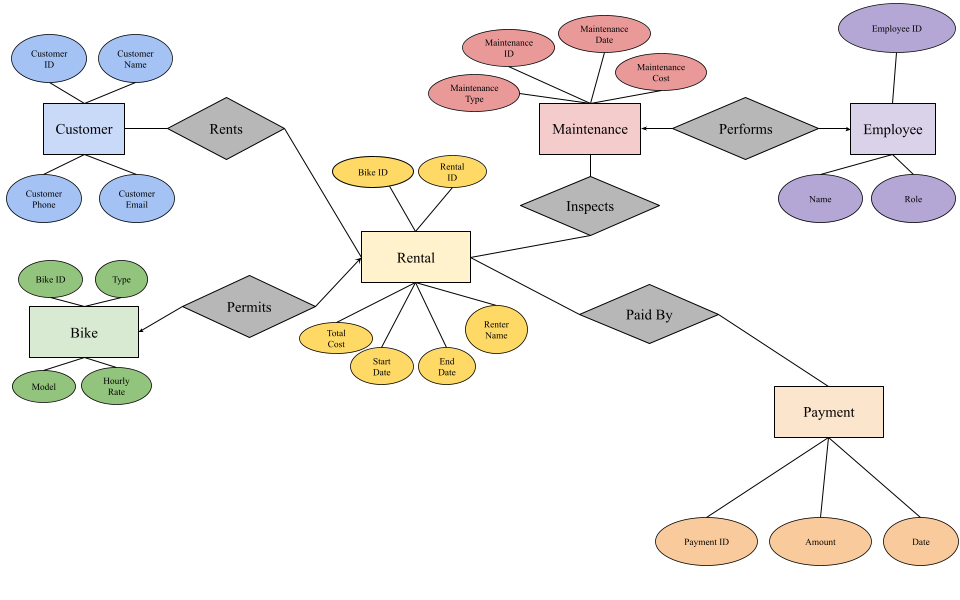 Employee ID
Maintenance
Date
Maintenance
ID
Customer
ID
Customer
Name
Maintenance
Cost
Maintenance
Type
Customer
Rents
Maintenance
Performs
Employee
Bike ID
Rental
ID
Customer
Phone
Customer
Email
Inspects
Name
Role
Rental
Bike ID
Type
Permits
Paid By
Bike
Total
Cost
Renter
Name
Start
Date
End
Date
Model
Hourly
Rate
Payment
Payment ID
Amount
Date